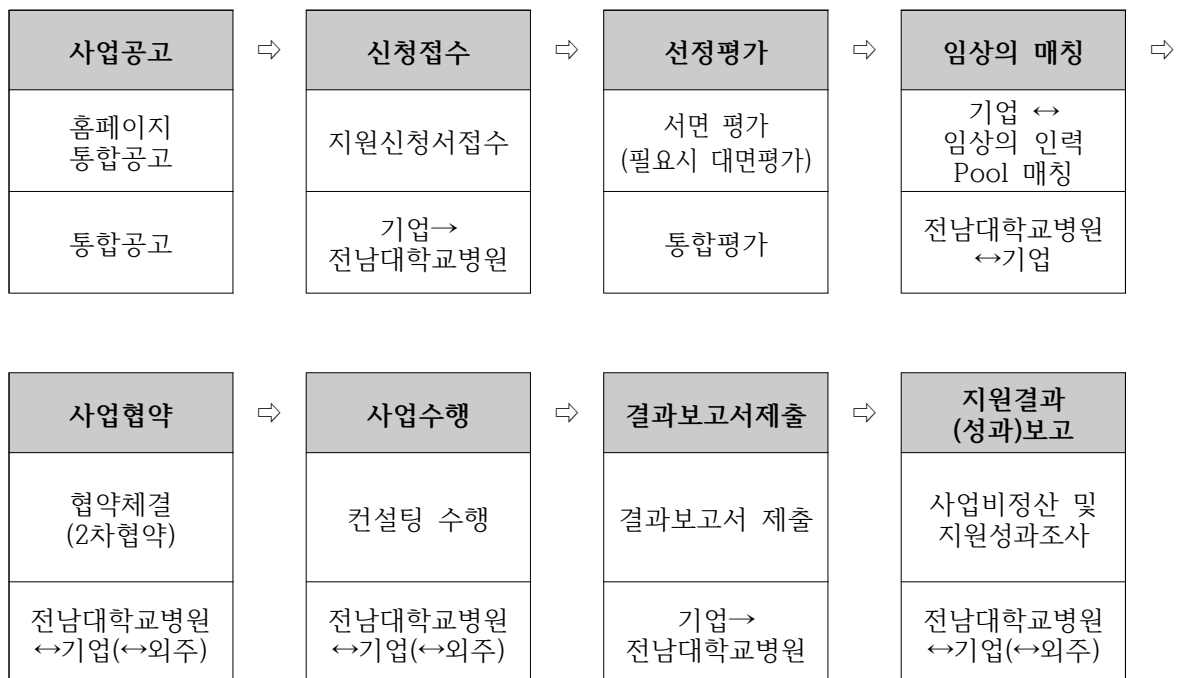 사업공고
⇨
신청접수
⇨
선정평가
⇨
임상의 매칭
⇨
홈페이지
통합공고
지원신청서접수
서면 평가
(필요시 대면평가)
기업 ↔
임상의 인력
Pool 매칭
통합공고
기업→
전남대학교병원
통합평가
전남대학교병원
↔기업
사업협약
⇨
사업수행
⇨
결과보고서제출
⇨
지원결과
(성과)보고
협약체결
(2차협약)
컨설팅 수행
결과보고서 제출
사업비정산 및
지원성과조사
전남대학교병원
↔기업(↔외주)
전남대학교병원
↔기업(↔외주)
기업→
전남대학교병원
전남대학교병원
↔기업(↔외주)